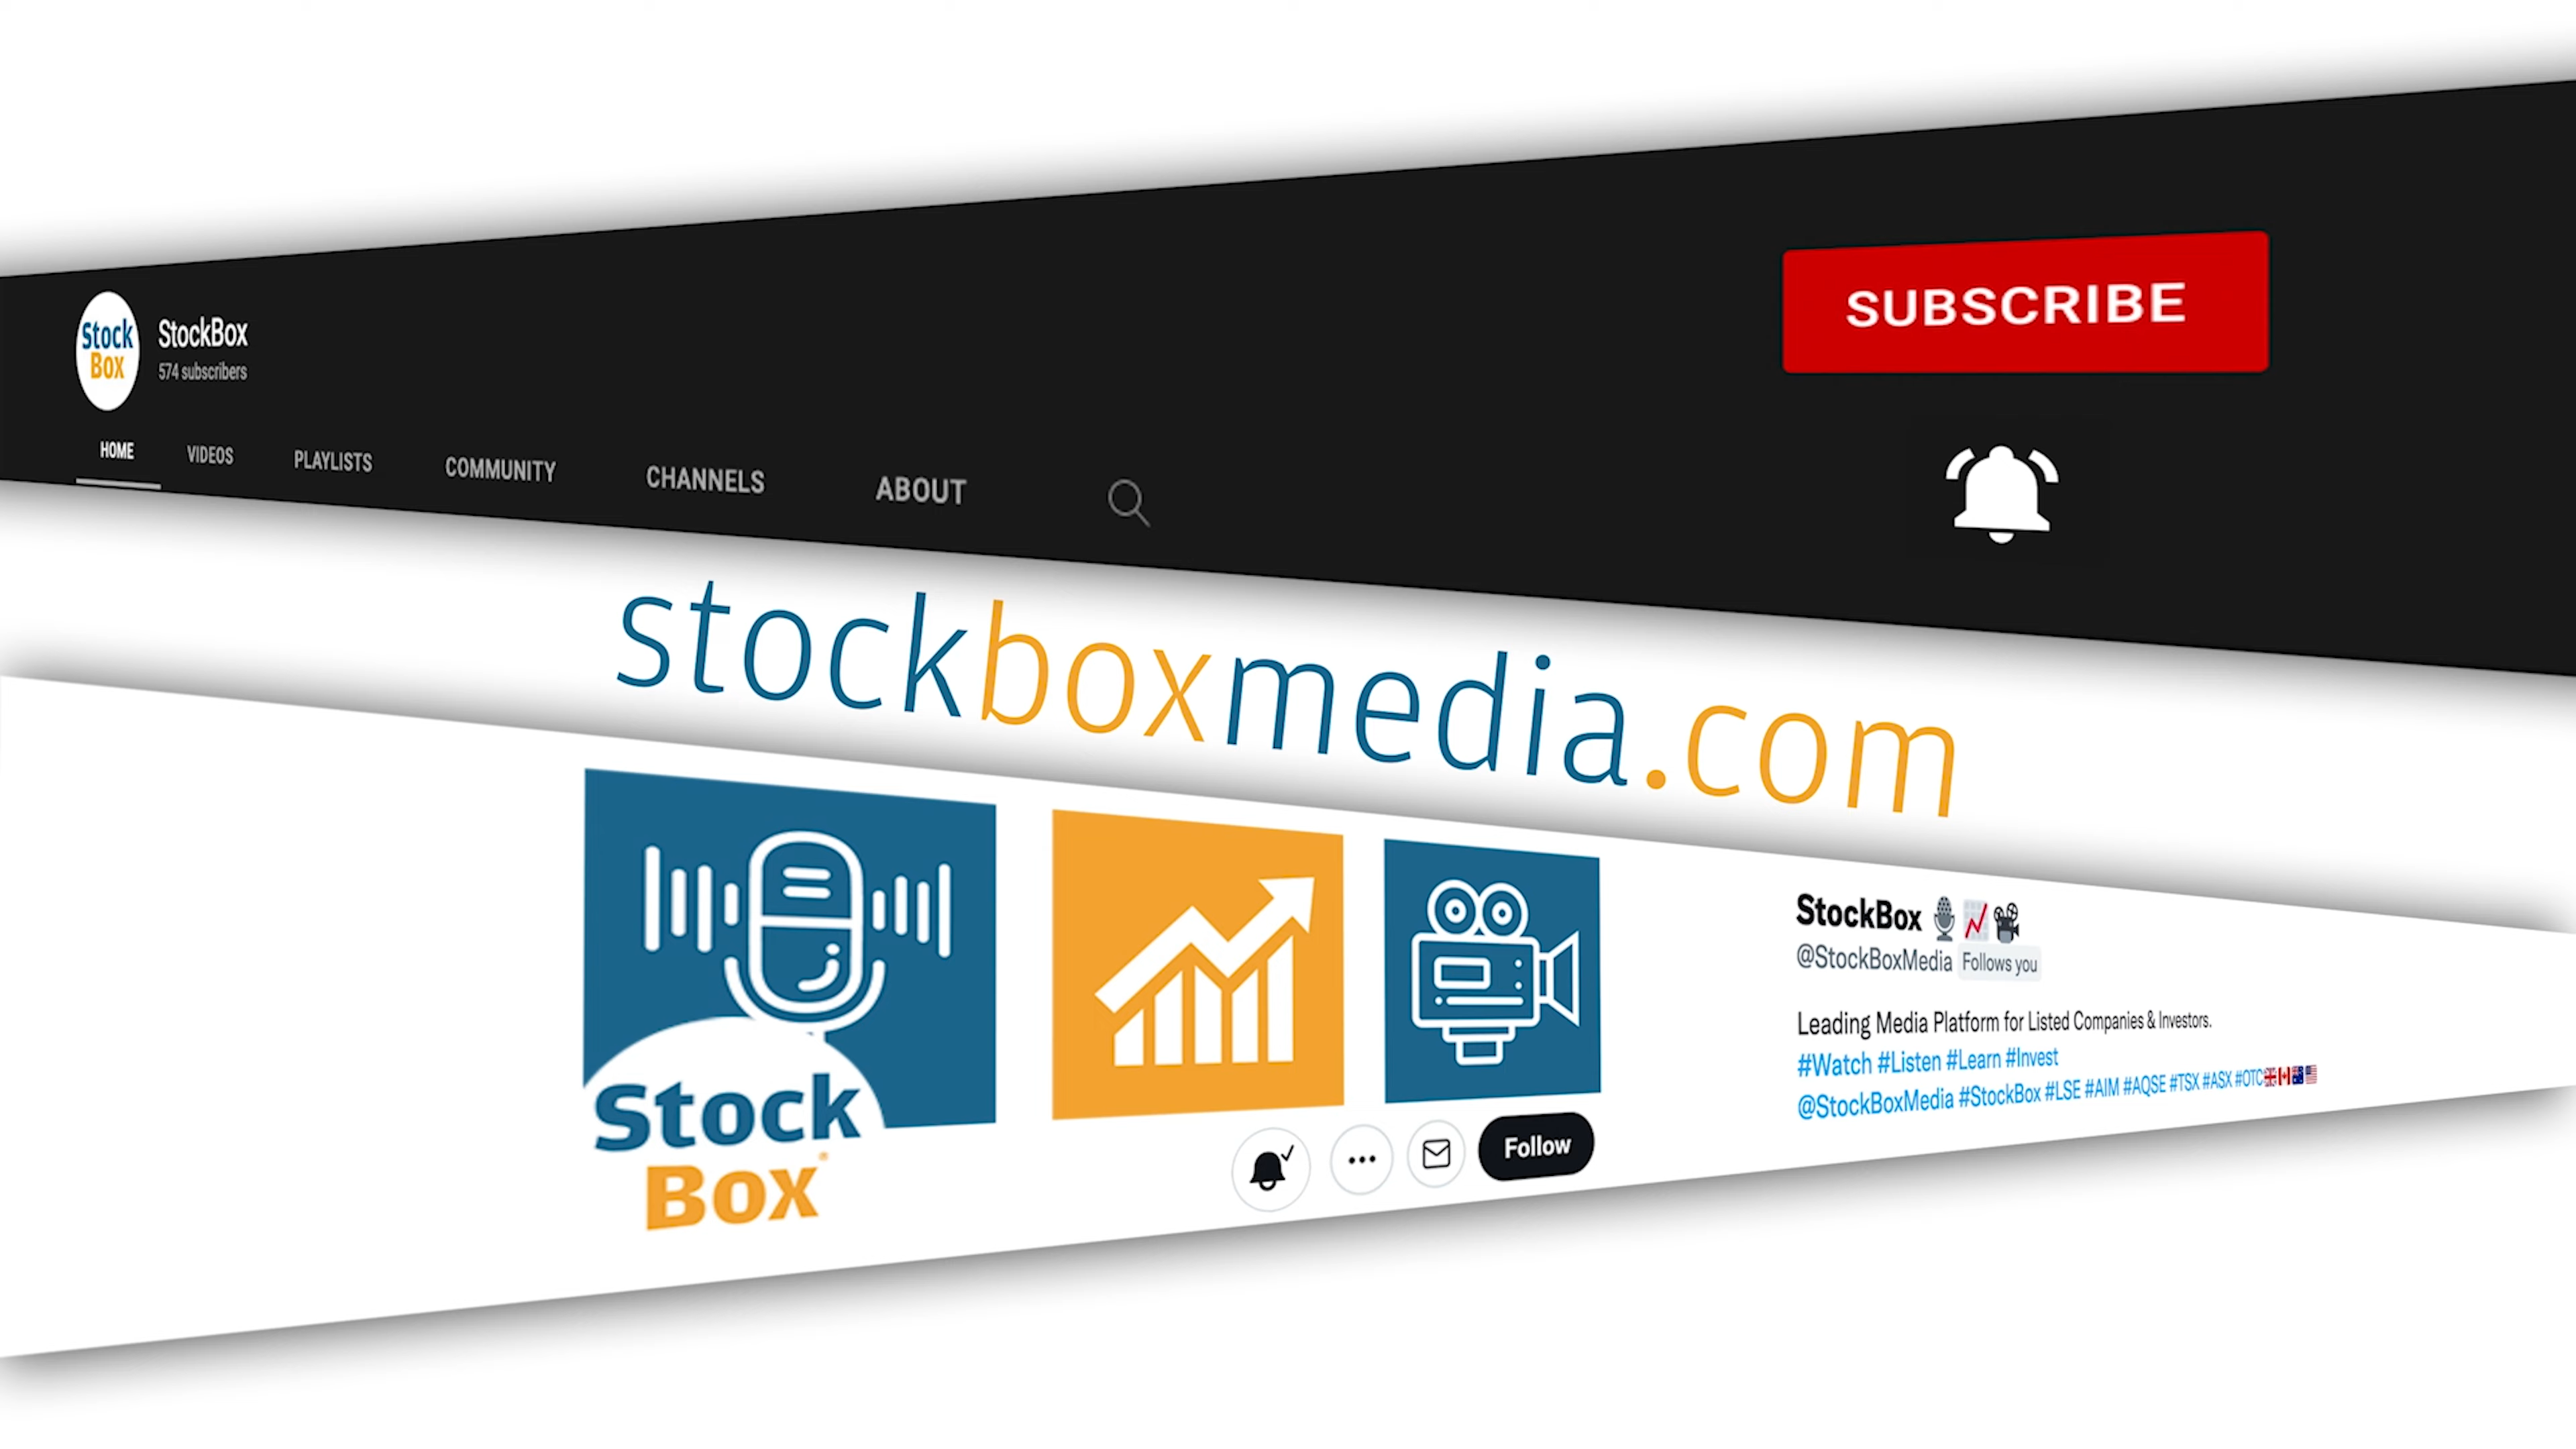 Stock
Box
StockBox
574 subscribers
SUBSCRIBE
HOME VIDEOS PLAYLISTS COMMUNITY CHANNELS ABOUT
stockboxmedia.com
Stock
Box
Follow
StockBox
@StockBoxMedia Follows you
Leading Media Platform for Listed Companies & Investors.
#Watch #Listen #Learn #Invest
@StockBoxMedia #StockBox #LSE #AIM #AQSE #TSX #ASX #OTC